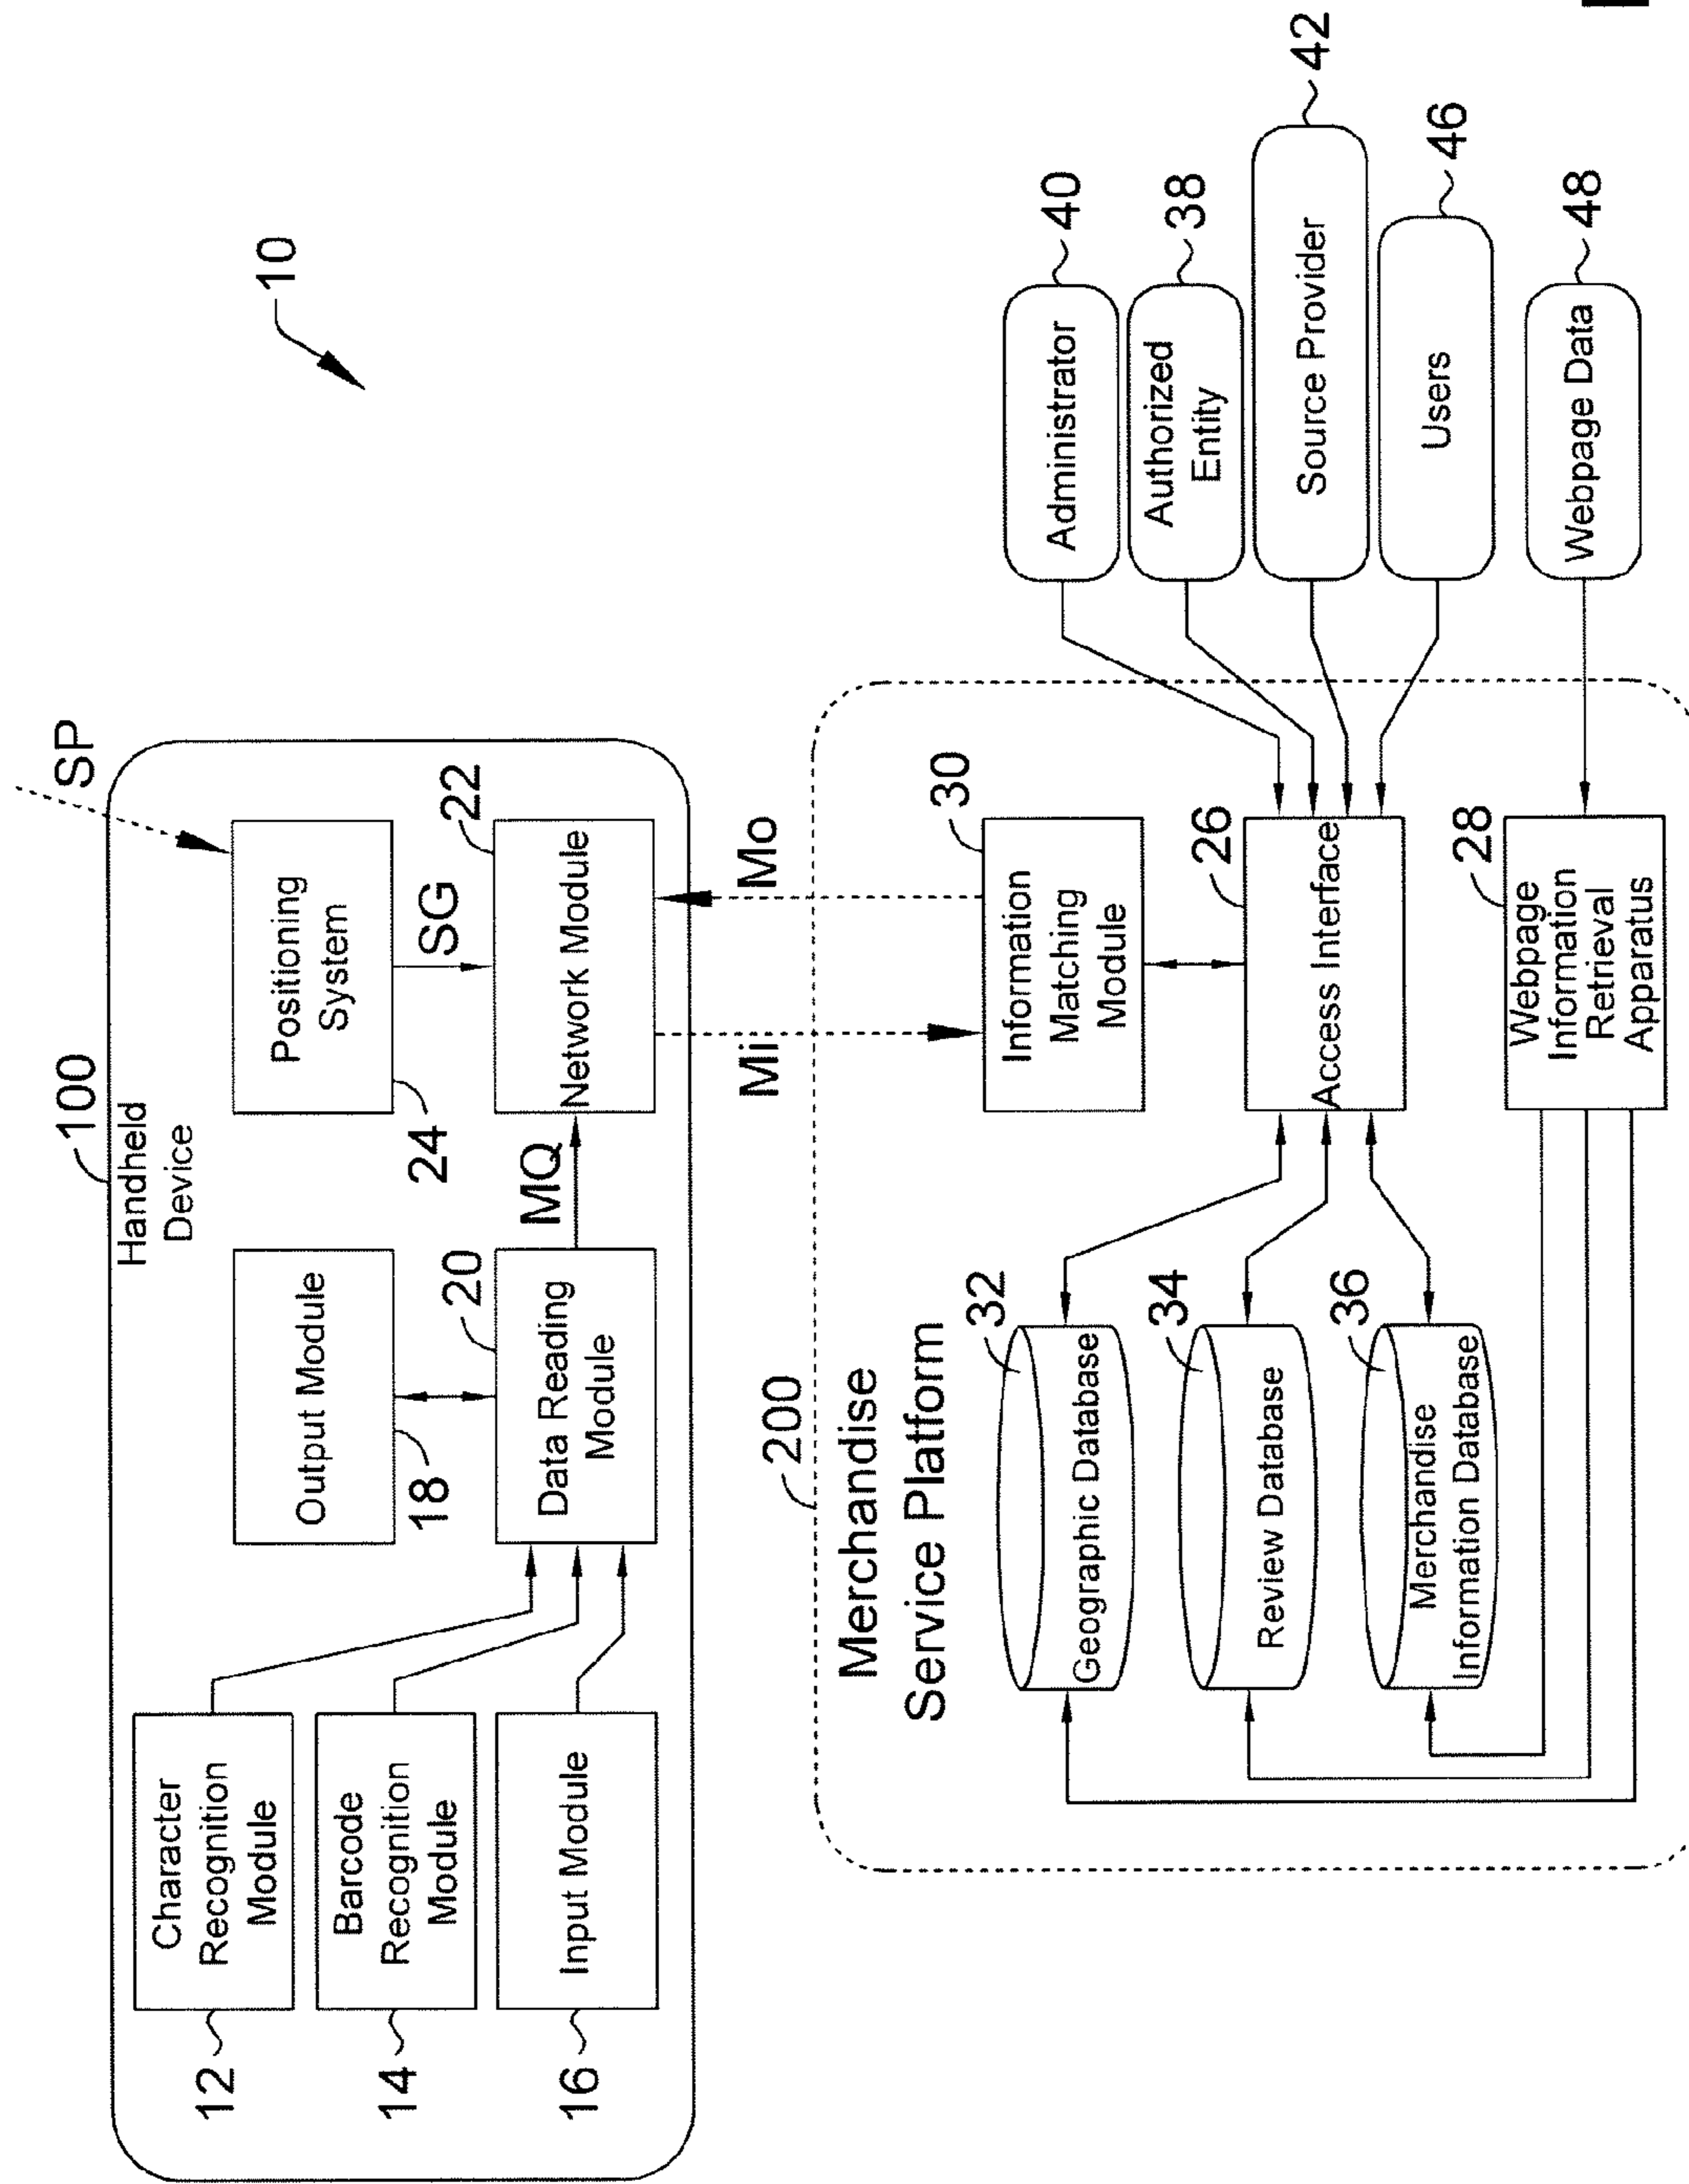 10
100
Handheld
Device
SP
12
Character
Recognition
Module
14
Barcode
Recognition
Module
16
Input Module
Output Module
18
20
Data Reading
Module
MQ
Positioning
System
24
SG
22
Network Module
Mii
Mo
200
Merchandise
Service Platform
32
Geographic Database
34
Review Database
36
Merchandise
Information Database
30
Information
Matching
Module
26
Access Interface
28
Webpage
Information
Retrieval
Apparatus
Administrator
40
Authorized
Entity
38
Source Provider
42
Users
46
Webpage Data
48